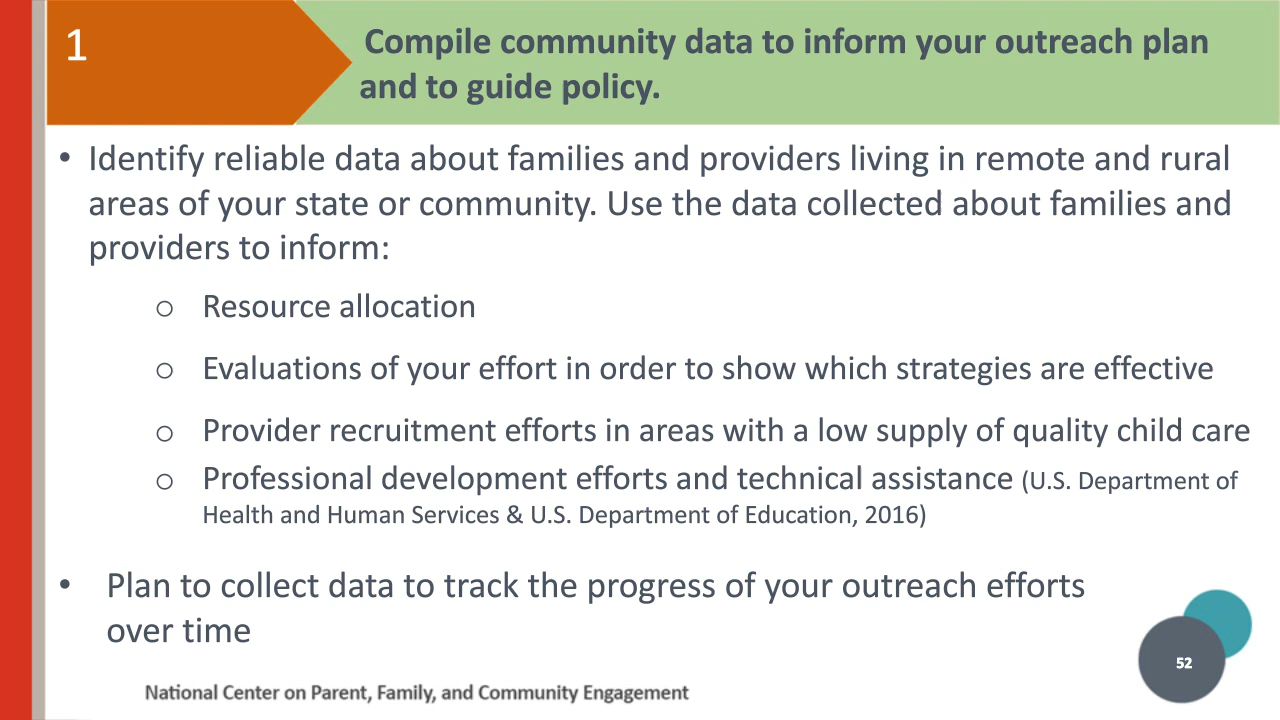 1
Compile community data to inform your outreach plan
and to guide policy.
• Identify reliable data about families and providers living in remote and rural
areas of your state or community. Use the data collected about families and
providers to inform:
o Resource allocation
o Evaluations of your effort in order to show which strategies are effective
o Provider recruitment efforts in areas with a low supply of quality child care
o Professional development efforts and technical assistance (U.S. Department of
Health and Human Services & U.S. Department of Education, 2016)
• Plan to collect data to track the progress of your outreach efforts
over time
52
National Center on Parent, Family, and Community Engagement